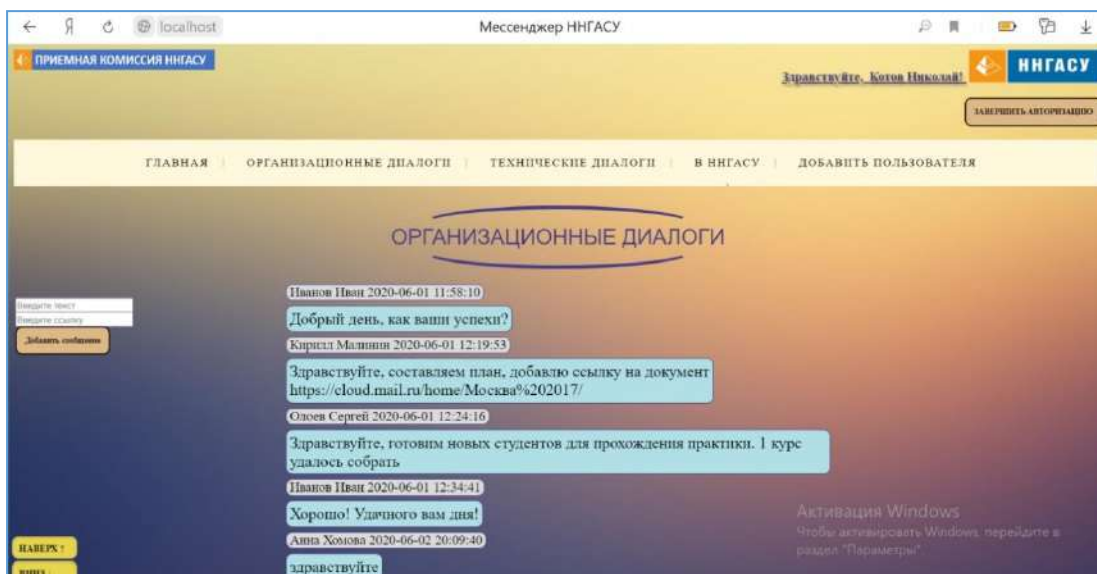 localhost
Мессенджер ННГАСУ
ПРИЕМНАЯ КОМИССИЯ ННГАСУ
Здравствуйте, Котов Николай!
ННГАСУ
ЗАВЕРШИТЬ АВТОРИЗАЦИЮ
ГЛАВНАЯ
ОРГАНИЗАЦИОННЫЕ ДИАЛОГИ
ТЕХНИЧЕСКИЕ ДИАЛОГИ
В ННГАСУ
ДОБАВИТЬ ПОЛЬЗОВАТЕЛЯ
ОРГАНИЗАЦИОННЫЕ ДИАЛОГИ
Введите текст
Введите ссылку
Добавить сообщение
Иванов Иван 2020-06-01 11:58:10
Добрый день, как ваши успехи?
Кирилл Малинин 2020-06-01 12:19:53
Здравствуйте, составляем план, добавлю ссылку на документ
https://cloud.mail.ru/home/Москва%202017/
Олоев Сергей 2020-06-01 12:24:16
Здравствуйте, готовим новых студентов для прохождения практики. 1 курс
удалось собрать
Иванов Иван 2020-06-01 12:34:41
Хорошо! Удачного вам дня!
Анна Хомова 2020-06-02 20:09:40
здравствуйте
НАВЕРХ ↑
ВНИЗ ↓
Активация Windows
Чтобы активировать Windows, перейдите в
раздел "Параметры".